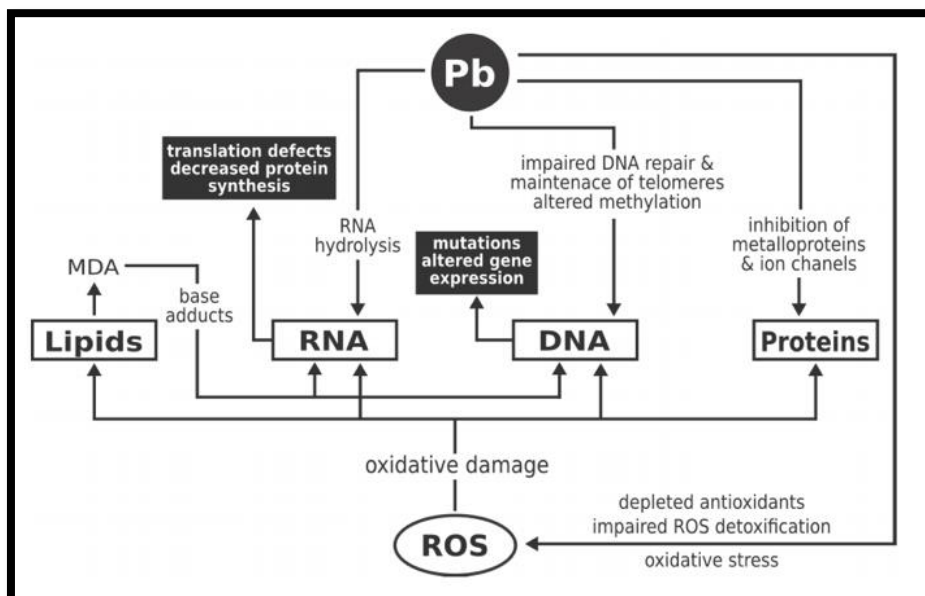 Pb
translation defects
decreased protein
synthesis
impaired DNA repair &
maintenace of telomeres
altered methylation
RNA
hydrolysis
inhibition of
metalloproteins
& ion chanels
mutations
altered gene
expression
MDA
base
adducts
Lipids
RNA
DNA
Proteins
oxidative damage
depleted antioxidants
impaired ROS detoxification
ROS
oxidative stress